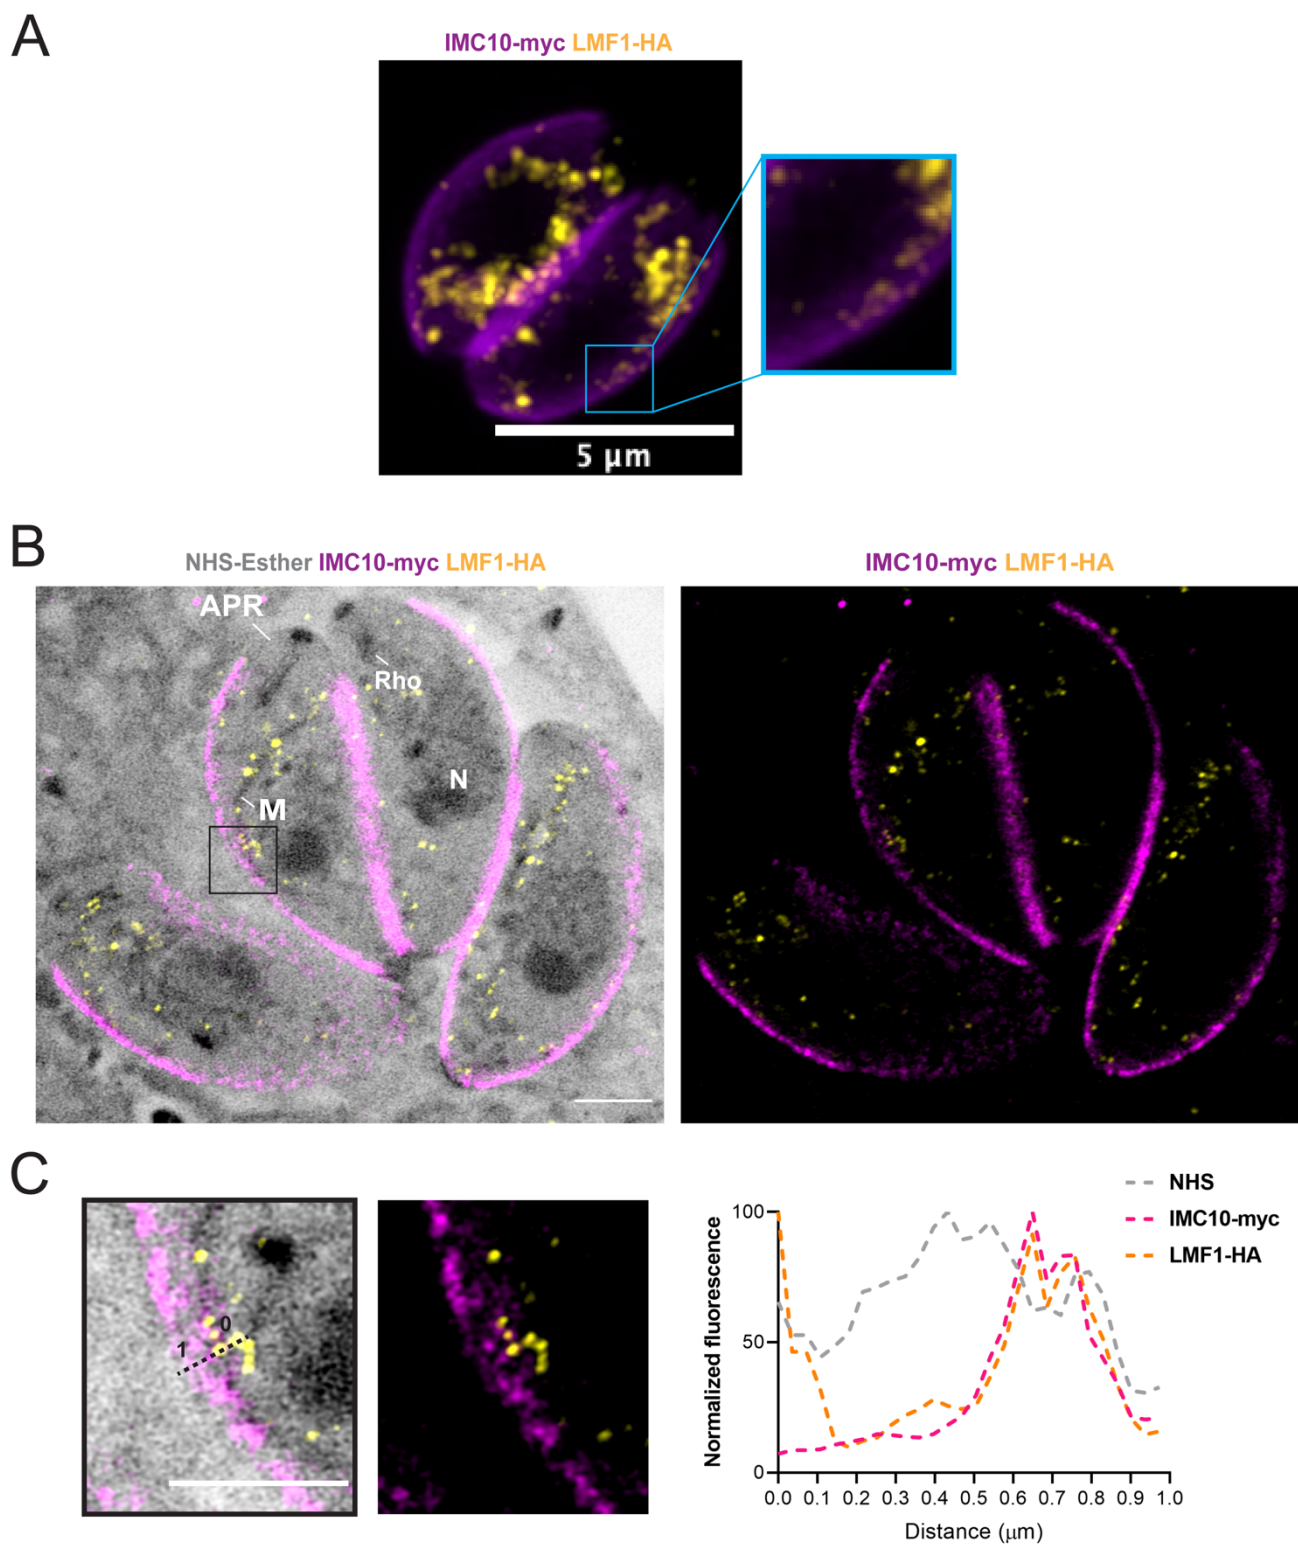 A
IMC10-myc LMF1-HA
5 μm
B
NHS-Esther IMC10-myc LMF1-HA
IMC10-myc LMF1-HA
APR
Rho
N
M
C
0
1
NHS
IMC10-myc
LMF1-HA
Normalized fluorescence
100
50
0
0.0 0.1 0.2 0.3 0.4 0.5 0.6 0.7 0.8 0.9 1.0
Distance (μm)